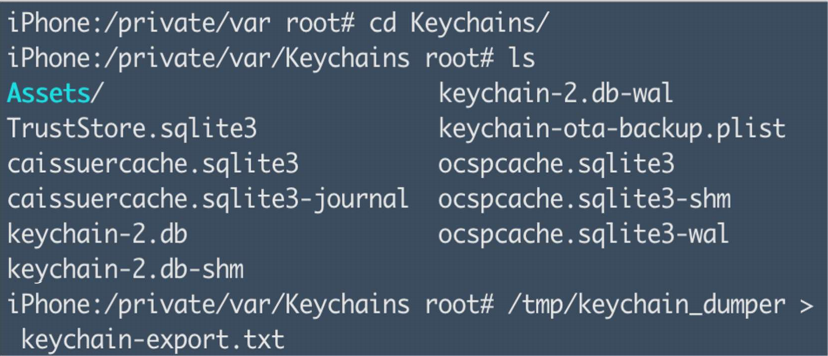 iPhone:/private/var root# cd Keychains/
iPhone:/private/var/Keychains root# ls
Assets/ keychain-2.db-wal
TrustStore.sqlite3 keychain-ota-backup.plist
caissuercache.sqlite3 ocspcache.sqlite3
caissuercache.sqlite3-journal ocspcache.sqlite3-shm
keychain-2.db ocspcache.sqlite3-wal
keychain-2.db-shm
iPhone:/private/var/Keychains root# /tmp/keychain_dumper >
keychain-export.txt